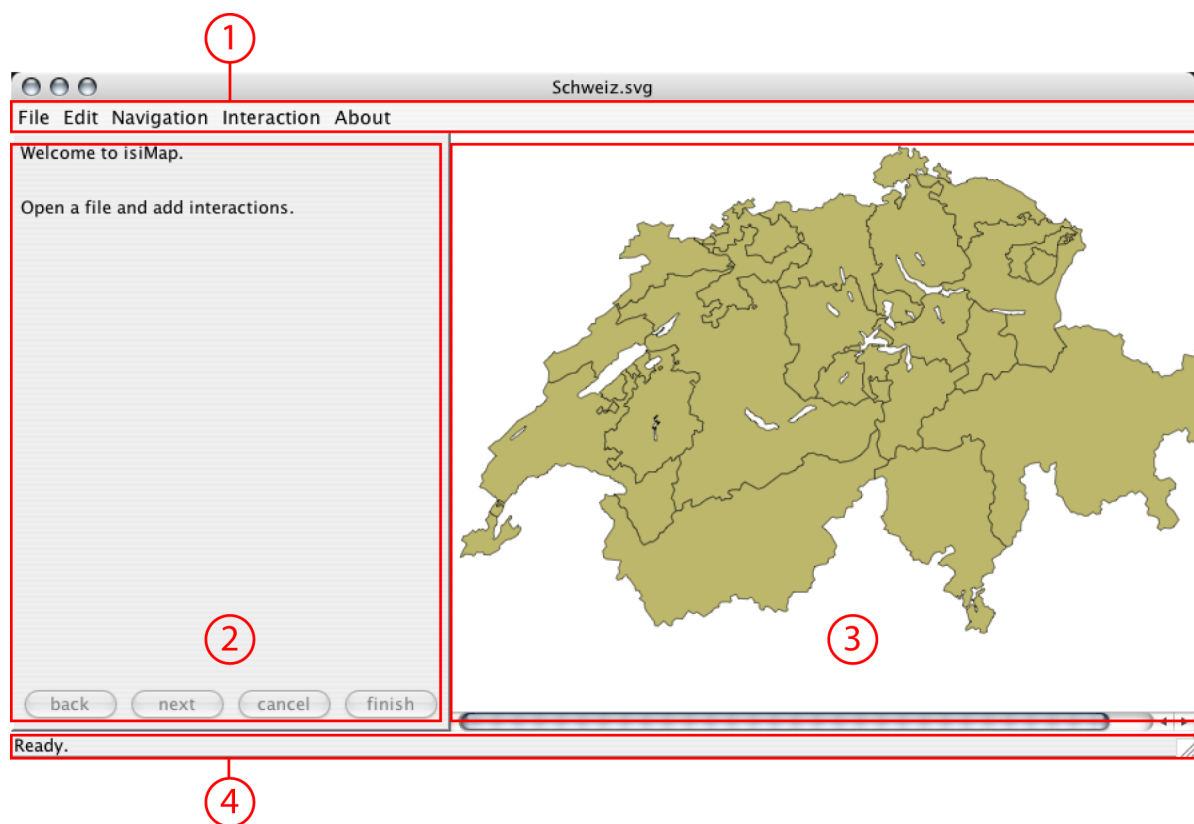 1
Schweiz.svg
File Edit Navigation Interaction About
Welcome to isiMap.
Open a file and add interactions.
2
3
back next cancel finish
Ready.
4